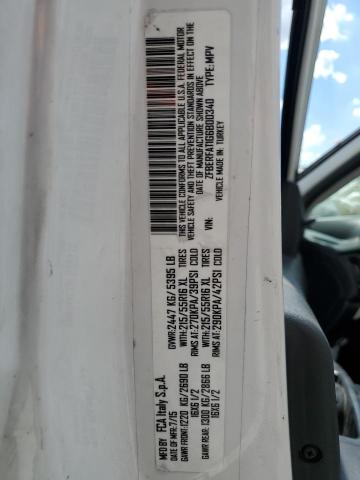 MFD BY
FCA Italy S.p.A.
DATE OF MFR: 7/15
GVWR: 2447 KG/5395 LB
GAWR FRONT: 1220 KG/2690 LB
WITH: 215/55R16 XL TIRES
16X6 1/2
RIMS AT: 270KPA/39PSI COLD
GAWR REAR: 1300 KG/2866 LB
WITH: 215/55R16 XL TIRES
16X6 1/2
RIMS AT: 290KPA/42PSI COLD
THIS VEHICLE CONFORMS TO ALL APPLICABLE U.S.A. FEDERAL MOTOR
VEHICLE SAFETY AND THEFT PREVENTION STANDARDS IN EFFECT ON THE
DATE OF MANUFACTURE SHOWN ABOVE
VIN:
TYPE: MPV
MADE IN: TURKEY